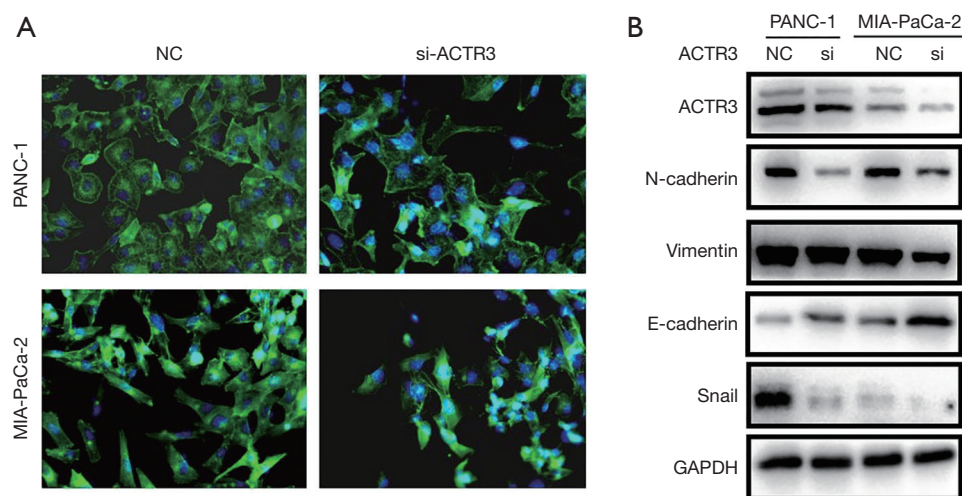 A
NC
si-ACTR3
PANC-1
MIA-PaCa-2
B
PANC-1 MIA-PaCa-2
ACTR3 NC si NC si
ACTR3
N-cadherin
Vimentin
E-cadherin
Snail
GAPDH